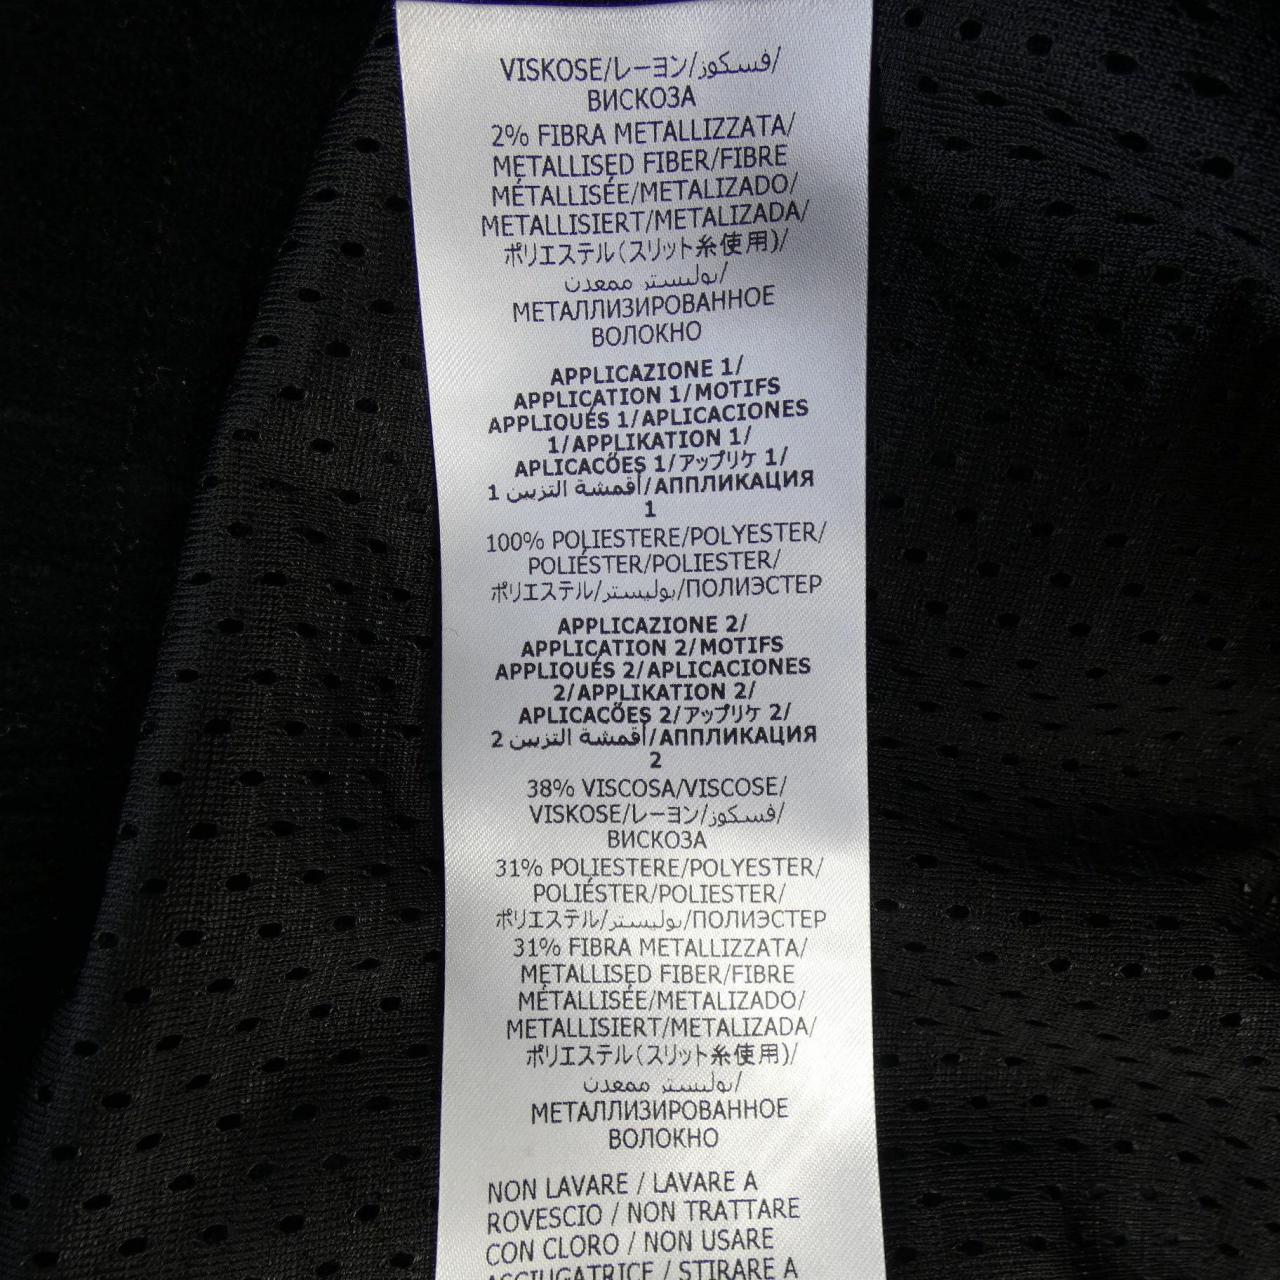 VISKOSE/レーヨン/فسكوز/
ВИСКОЗА
2% FIBRA METALLIZZATA/
METALLISED FIBER/FIBRE
MÉTALLISÉE/METALIZADO/
METALLISIERT/METALIZADA/
ポリエステル(スリット糸使用)/
بوليستر ممعدن/
МЕТАЛЛИЗИРОВАННОЕ
ВОЛОКНО
APPLICAZIONE 1/
APPLICATION 1/MOTIFS
APPLIQUÉS 1/APLICACIONES
1/APPLIKATION 1/
APLICACÕES 1/アップリケ 1/
أقمشة التزيين 1/АППЛИКАЦИЯ
1
100% POLIESTERE/POLYESTER/
POLIÉSTER/POLIESTER/
ポリエステル/بوليستر/ПОЛИЭСТЕР
APPLICAZIONE 2/
APPLICATION 2/MOTIFS
APPLIQUÉS 2/APLICACIONES
2/APPLIKATION 2/
APLICACÕES 2/アップリケ 2/
أقمشة التزيين 2/АППЛИКАЦИЯ
2
38% VISCOSA/VISCOSE/
VISKOSE/レーヨン/فسكوز/
ВИСКОЗА
31% POLIESTERE/POLYESTER/
POLIÉSTER/POLIESTER/
ポリエステル/بوليستر/ПОЛИЭСТЕР
31% FIBRA METALLIZZATA/
METALLISED FIBER/FIBRE
MÉTALLISÉE/METALIZADO/
METALLISIERT/METALIZADA/
ポリエステル(スリット糸使用)/
بوليستر ممعدن/
МЕТАЛЛИЗИРОВАННОЕ
ВОЛОКНО
NON LAVARE / LAVARE A
ROVESCIO / NON TRATTARE
CON CLORO / NON USARE
ASCIUGATRICE / STIRARE A